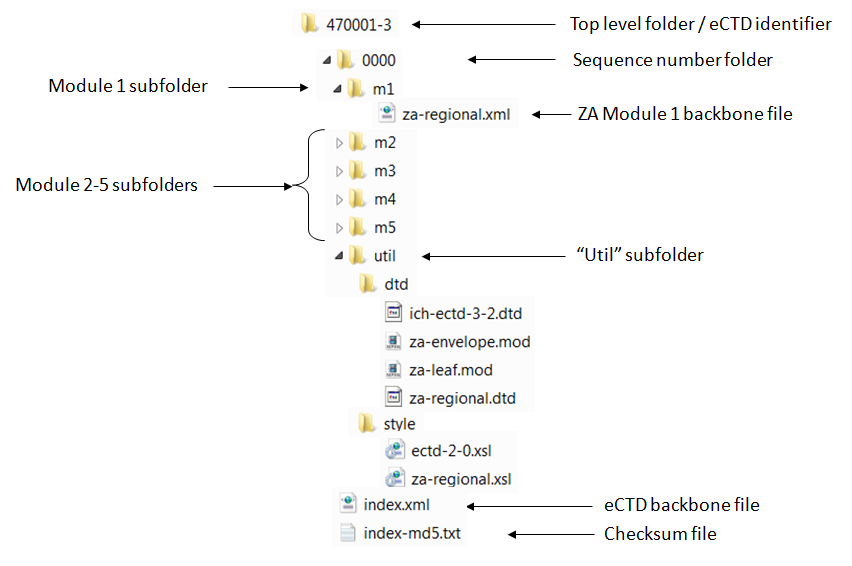 470001-3
Top level folder / eCTD identifier
0000
Sequence number folder
Module 1 subfolder
m1
za-regional.xml
ZA Module 1 backbone file
m2
m3
Module 2-5 subfolders
m4
m5
util
“Util” subfolder
dtd
ich-ectd-3-2.dtd
za-envelope.mod
za-leaf.mod
za-regional.dtd
style
ectd-2-0.xsl
za-regional.xsl
index.xml
eCTD backbone file
index-md5.txt
Checksum file